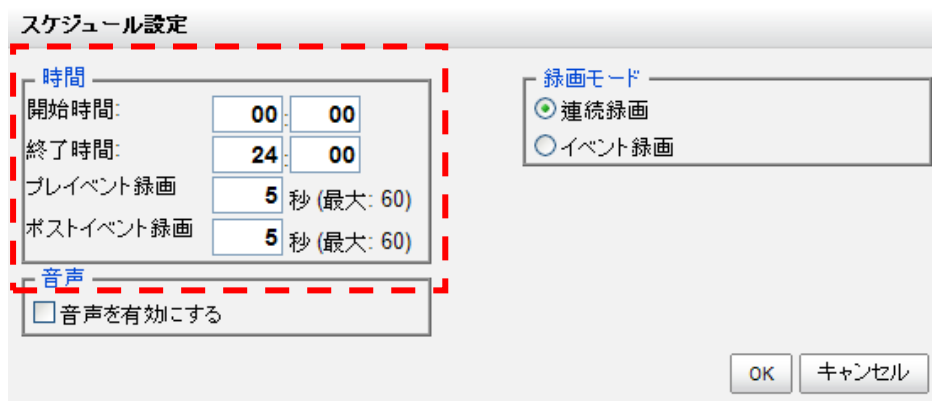 スケジュール設定
時間
開始時間: 00 : 00
終了時間: 24 : 00
プレイベント録画 5 秒 (最大: 60)
ポストイベント録画 5 秒 (最大: 60)
音声
音声を有効にする
録画モード
連続録画
イベント録画
OK キャンセル